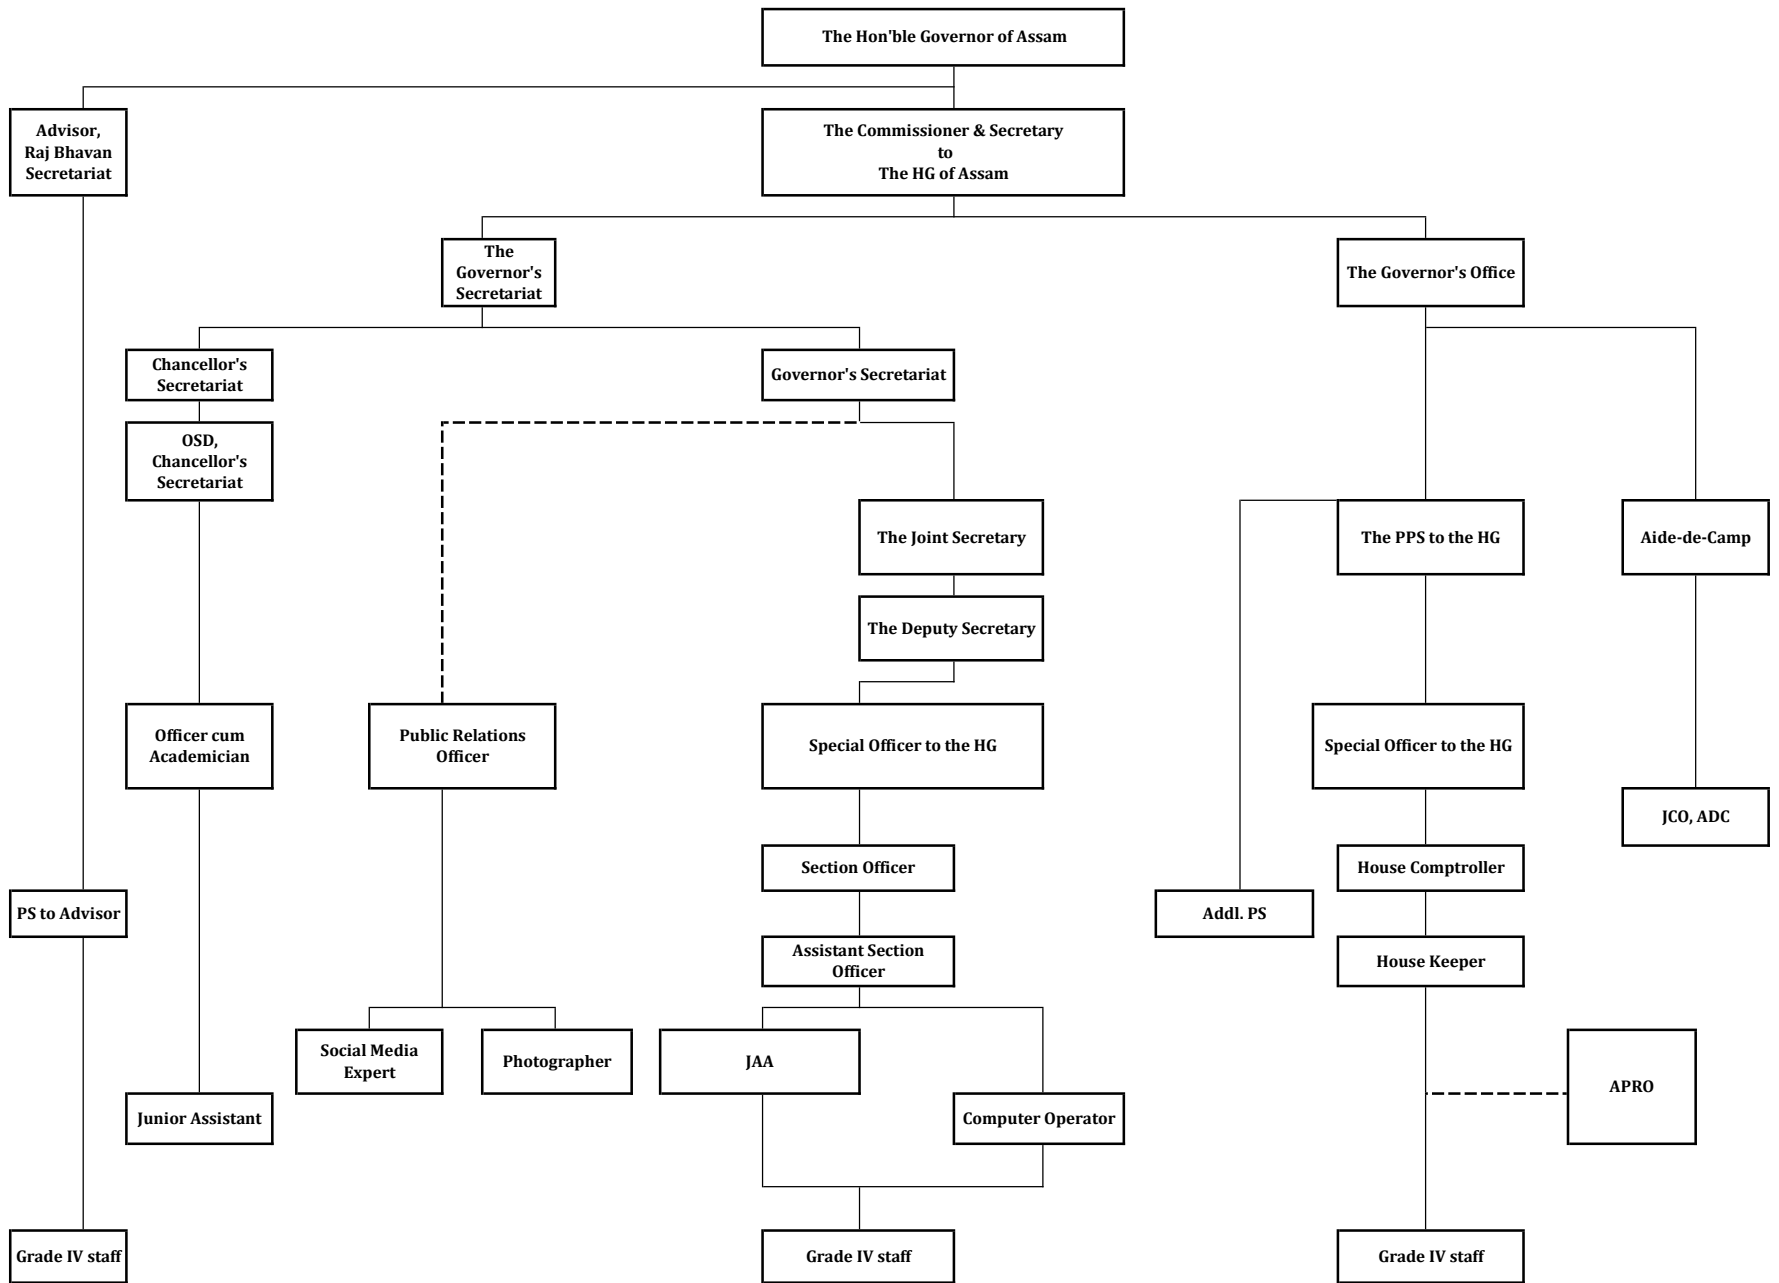 The Hon'ble Governor of Assam
Advisor,
Raj Bhavan
Secretariat
The Commissioner & Secretary
to
The HG of Assam
The
Governor's
Secretariat
The Governor's Office
Chancellor's
Secretariat
Governor's Secretariat
OSD,
Chancellor's
Secretariat
The Joint Secretary
The PPS to the HG
Aide-de-Camp
The Deputy Secretary
Officer cum
Academician
Public Relations
Officer
Special Officer to the HG
Special Officer to the HG
JCO, ADC
Section Officer
House Comptroller
PS to Advisor
Addl. PS
Assistant Section
Officer
House Keeper
Social Media
Expert
Photographer
JAA
APRO
Junior Assistant
Computer Operator
Grade IV staff
Grade IV staff
Grade IV staff